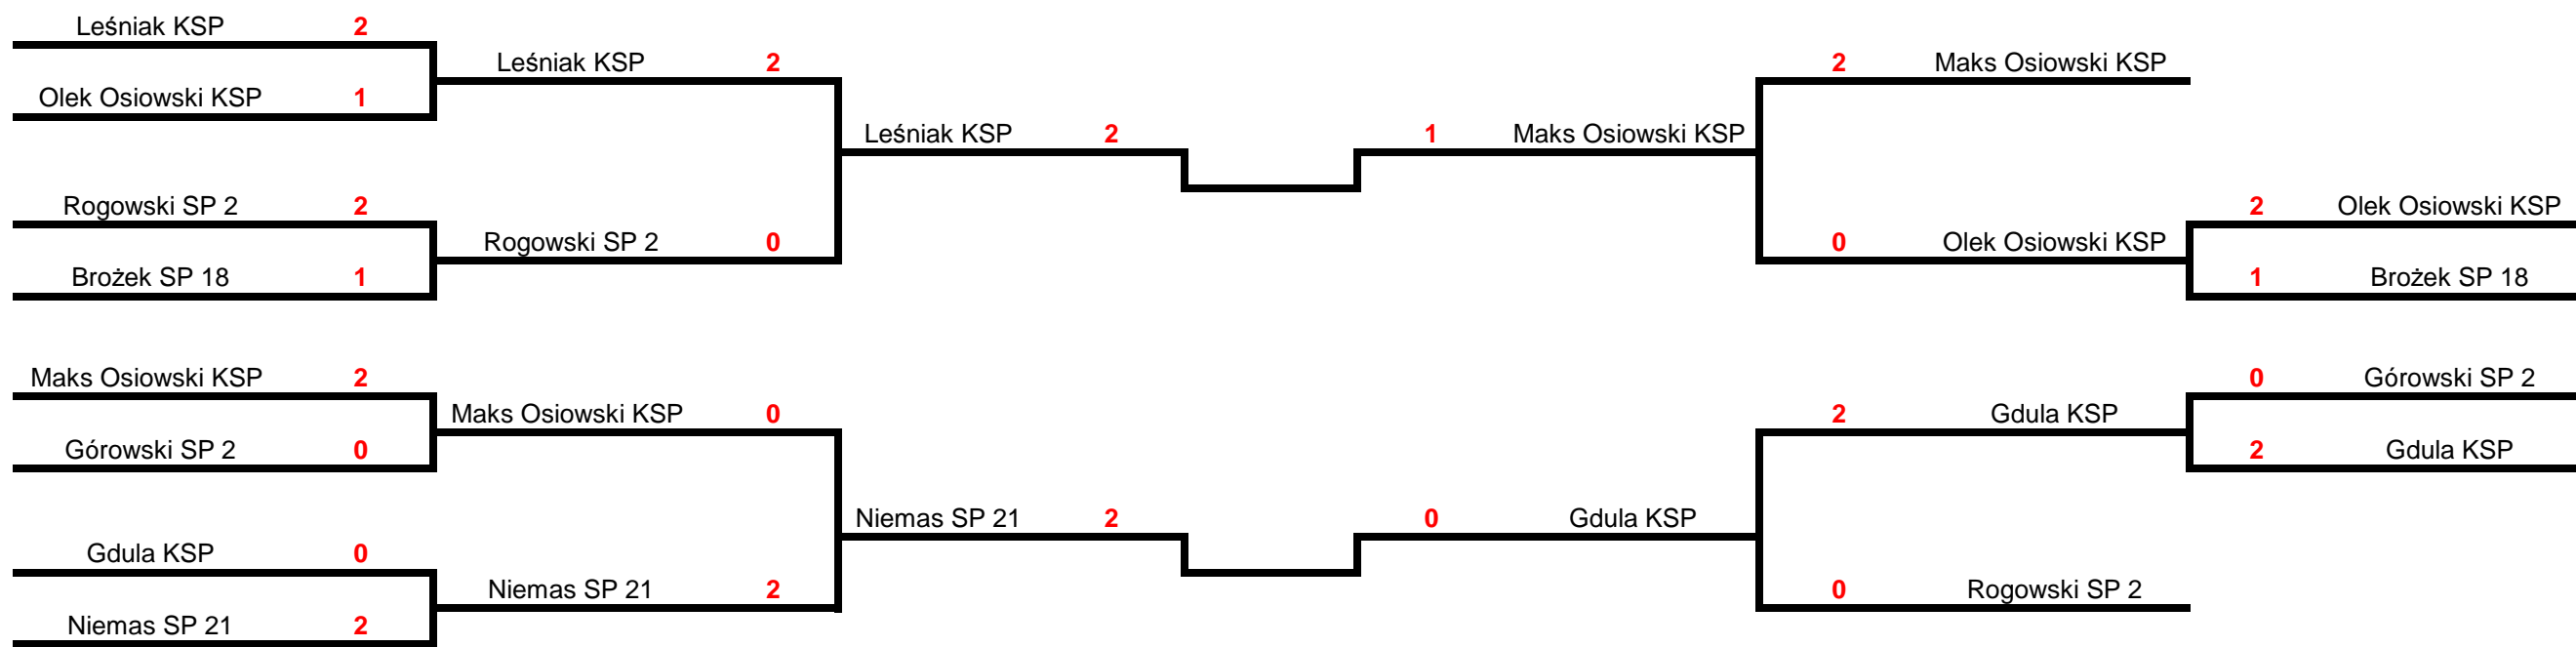 Leśniak KSP 2
Leśniak KSP 2 2 Maks Osiowski KSP
Olek Osiowski KSP 1
Leśniak KSP 2 1 Maks Osiowski KSP
Rogowski SP 2 2 2 Olek Osiowski KSP
Rogowski SP 2 0 0 Olek Osiowski KSP
Brożek SP 18 1 1 Brożek SP 18
Maks Osiowski KSP 2 0 Górowski SP 2
Maks Osiowski KSP 0 2 Gdula KSP
Górowski SP 2 0 2 Gdula KSP
Niemas SP 21 2 0 Gdula KSP
Gdula KSP 0
Niemas SP 21 2 0 Rogowski SP 2
Niemas SP 21 2